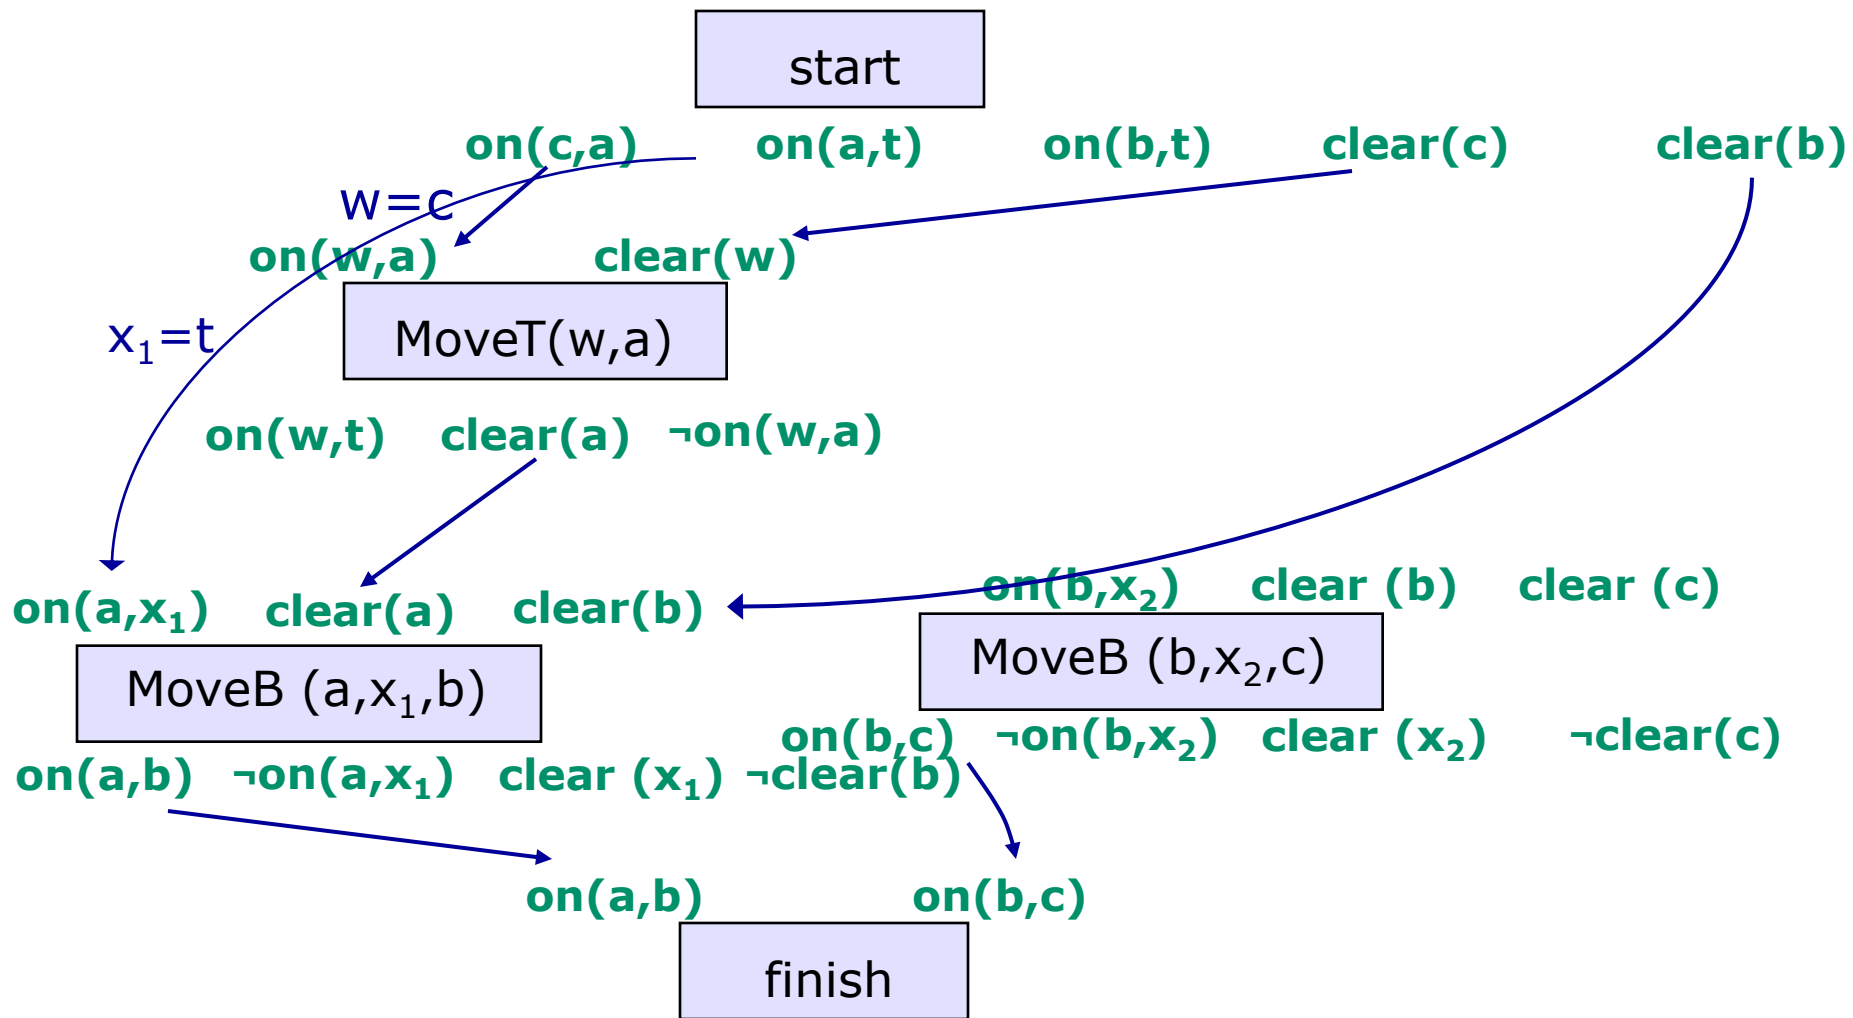 start
on(c,a) on(a,t) on(b,t) clear(c) clear(b)
w=c
on(w,a) clear(w)
x₁=t
MoveT(w,a)
on(w,t) clear(a) ¬on(w,a)
on(a,x₁) clear(a) clear(b)
on(b,x₂) clear (b) clear (c)
MoveB (a,x₁,b)
MoveB (b,x₂,c)
on(b,c) ¬on(b,x₂) clear (x₂) ¬clear(c)
on(a,b) ¬on(a,x₁) clear (x₁) ¬clear(b)
on(a,b) on(b,c)
finish